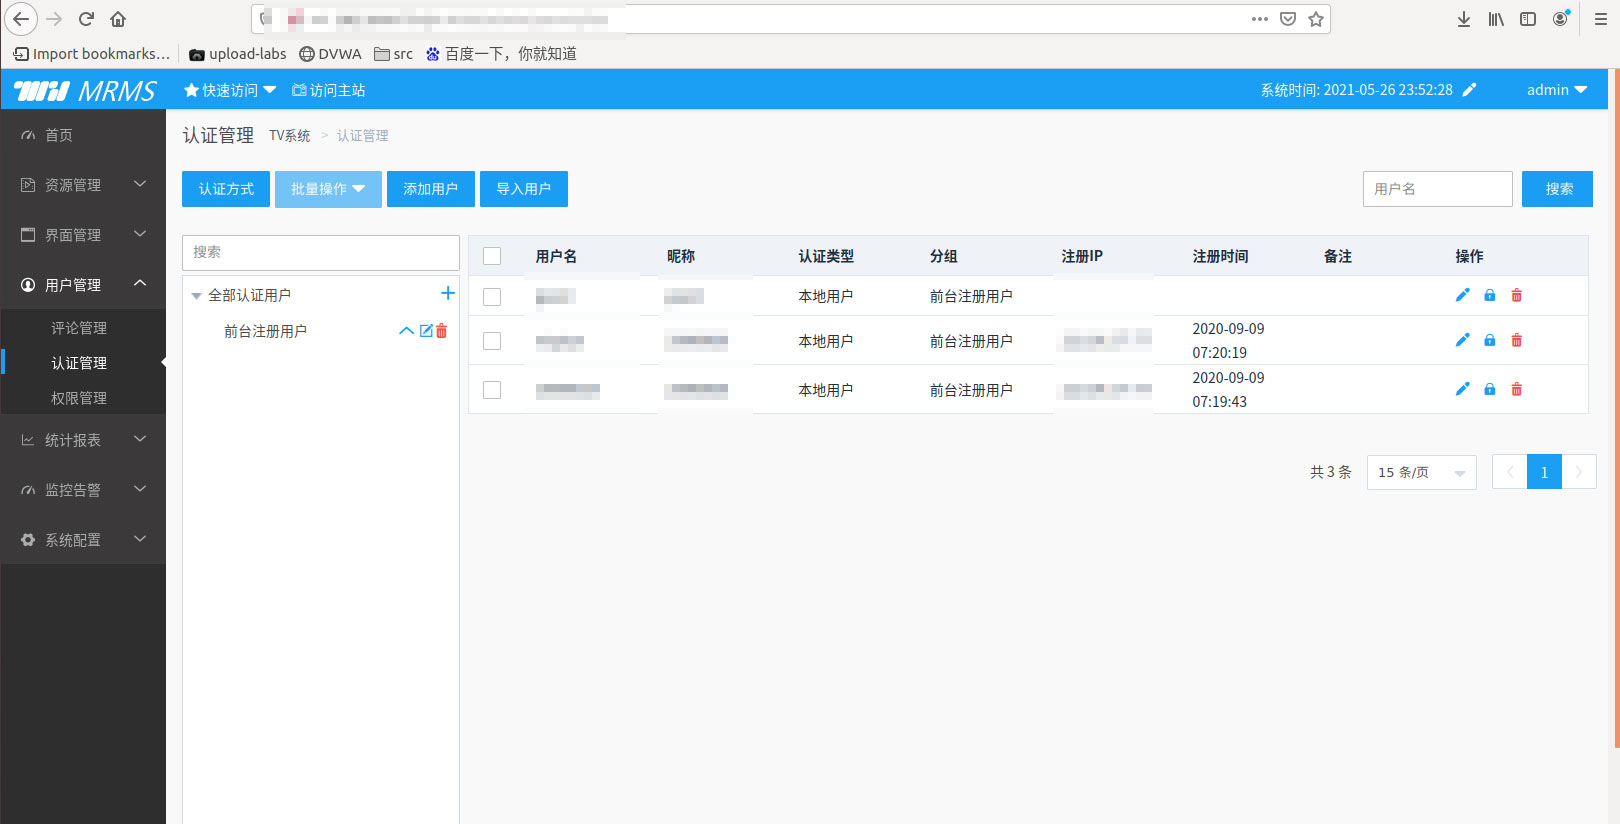 Import bookmarks... upload-labs DVWA src 百度一下，你就知道
MRMS 快速访问 访问主站 系统时间: 2021-05-26 23:52:28 admin
首页
资源管理
界面管理
用户管理
评论管理
认证管理
权限管理
统计报表
监控告警
系统配置
认证管理 TV系统 > 认证管理
认证方式 批量操作 添加用户 导入用户 用户名 搜索
搜索
全部认证用户
前台注册用户
用户名 昵称 认证类型 分组 注册IP 注册时间 备注 操作
本地用户 前台注册用户
本地用户 前台注册用户 2020-09-09
07:20:19
本地用户 前台注册用户 2020-09-09
07:19:43
共 3 条 15 条/页 1